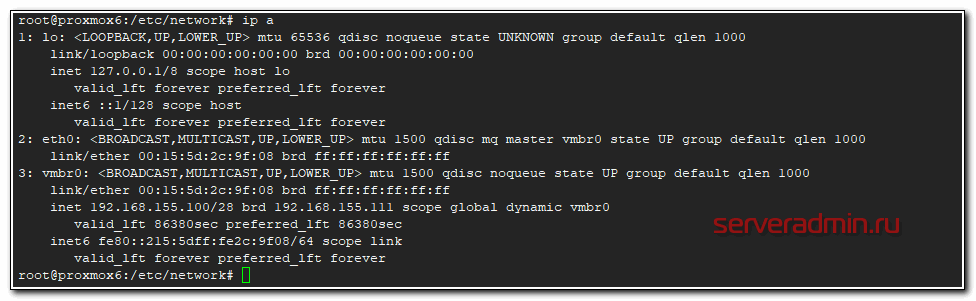 root@proxmox6:/etc/network# ip a
1: lo: <LOOPBACK,UP,LOWER_UP> mtu 65536 qdisc noqueue state UNKNOWN group default qlen 1000
    link/loopback 00:00:00:00:00:00 brd 00:00:00:00:00:00
    inet 127.0.0.1/8 scope host lo
       valid_lft forever preferred_lft forever
    inet6 ::1/128 scope host
       valid_lft forever preferred_lft forever
2: eth0: <BROADCAST,MULTICAST,UP,LOWER_UP> mtu 1500 qdisc mq master vmbr0 state UP group default qlen 1000
    link/ether 00:15:5d:2c:9f:08 brd ff:ff:ff:ff:ff:ff
3: vmbr0: <BROADCAST,MULTICAST,UP,LOWER_UP> mtu 1500 qdisc noqueue state UP group default qlen 1000
    link/ether 00:15:5d:2c:9f:08 brd ff:ff:ff:ff:ff:ff
    inet 192.168.155.100/28 brd 192.168.155.111 scope global dynamic vmbr0
       valid_lft 86380sec preferred_lft 86380sec
    inet6 fe80::215:5dff:fe2c:9f08/64 scope link
       valid_lft forever preferred_lft forever
root@proxmox6:/etc/network#
serveradmin.ru